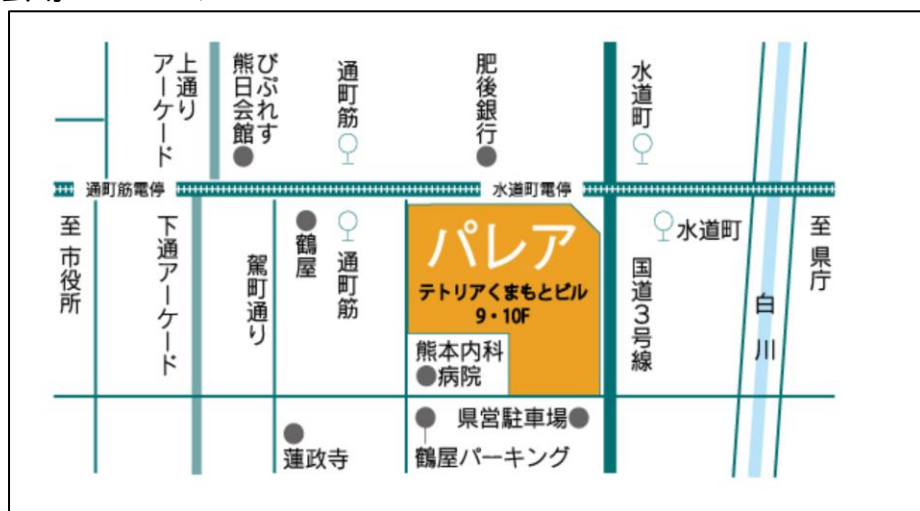 上通り
アーケード
びぷれす
熊日会館
通町筋
肥後銀行
水道町
通町筋電停
水道町電停
至 市役所
下通アーケード
駕町通り
鶴屋
通町筋
パレア
テトリアくまもとビル
9・10F
熊本内科
病院
国道3号線
水道町
白川
至 県庁
蓮政寺
県営駐車場
鶴屋パーキング